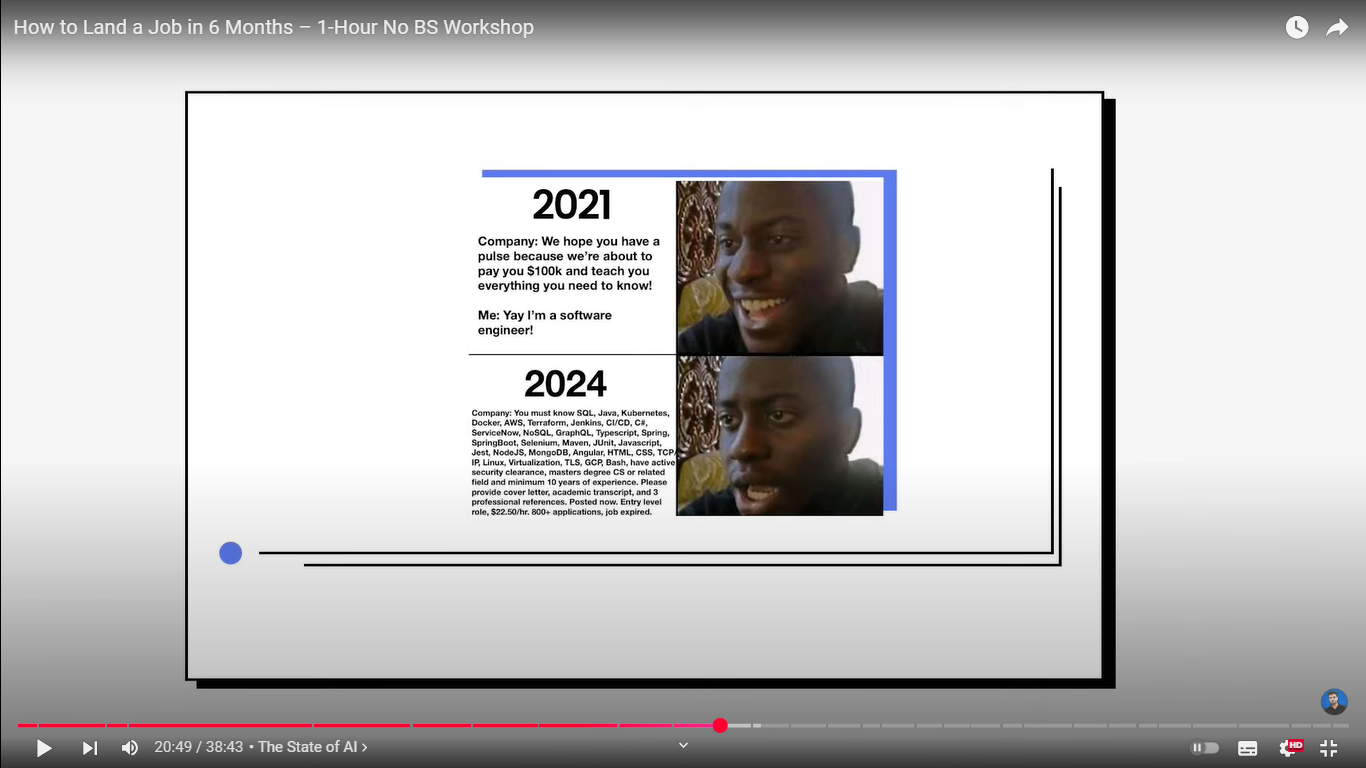 How to Land a Job in 6 Months – 1-Hour No BS Workshop
2021
Company: We hope you have a
pulse because we're about to
pay you $100k and teach you
everything you need to know!
Me: Yay I'm a software
engineer!
2024
Company: You must know SQL, Java, Kubernetes,
Docker, AWS, Terraform, Jenkins, CI/CD, C#,
ServiceNow, NoSQL, GraphQL, Typescript, Spring,
SpringBoot, Selenium, Maven, JUnit, Javascript,
Jest, NodeJS, MongoDB, Angular, HTML, CSS, TCP/
IP, Linux, Virtualization, TLS, GCP, Bash, have active
security clearance, masters degree CS or related
field and minimum 10 years of experience. Please
provide cover letter, academic transcript, and 3
professional references. Posted now. Entry level
role, $22.50/hr. 800+ applications, job expired.
20:49 / 38:43 • The State of AI ›
HD